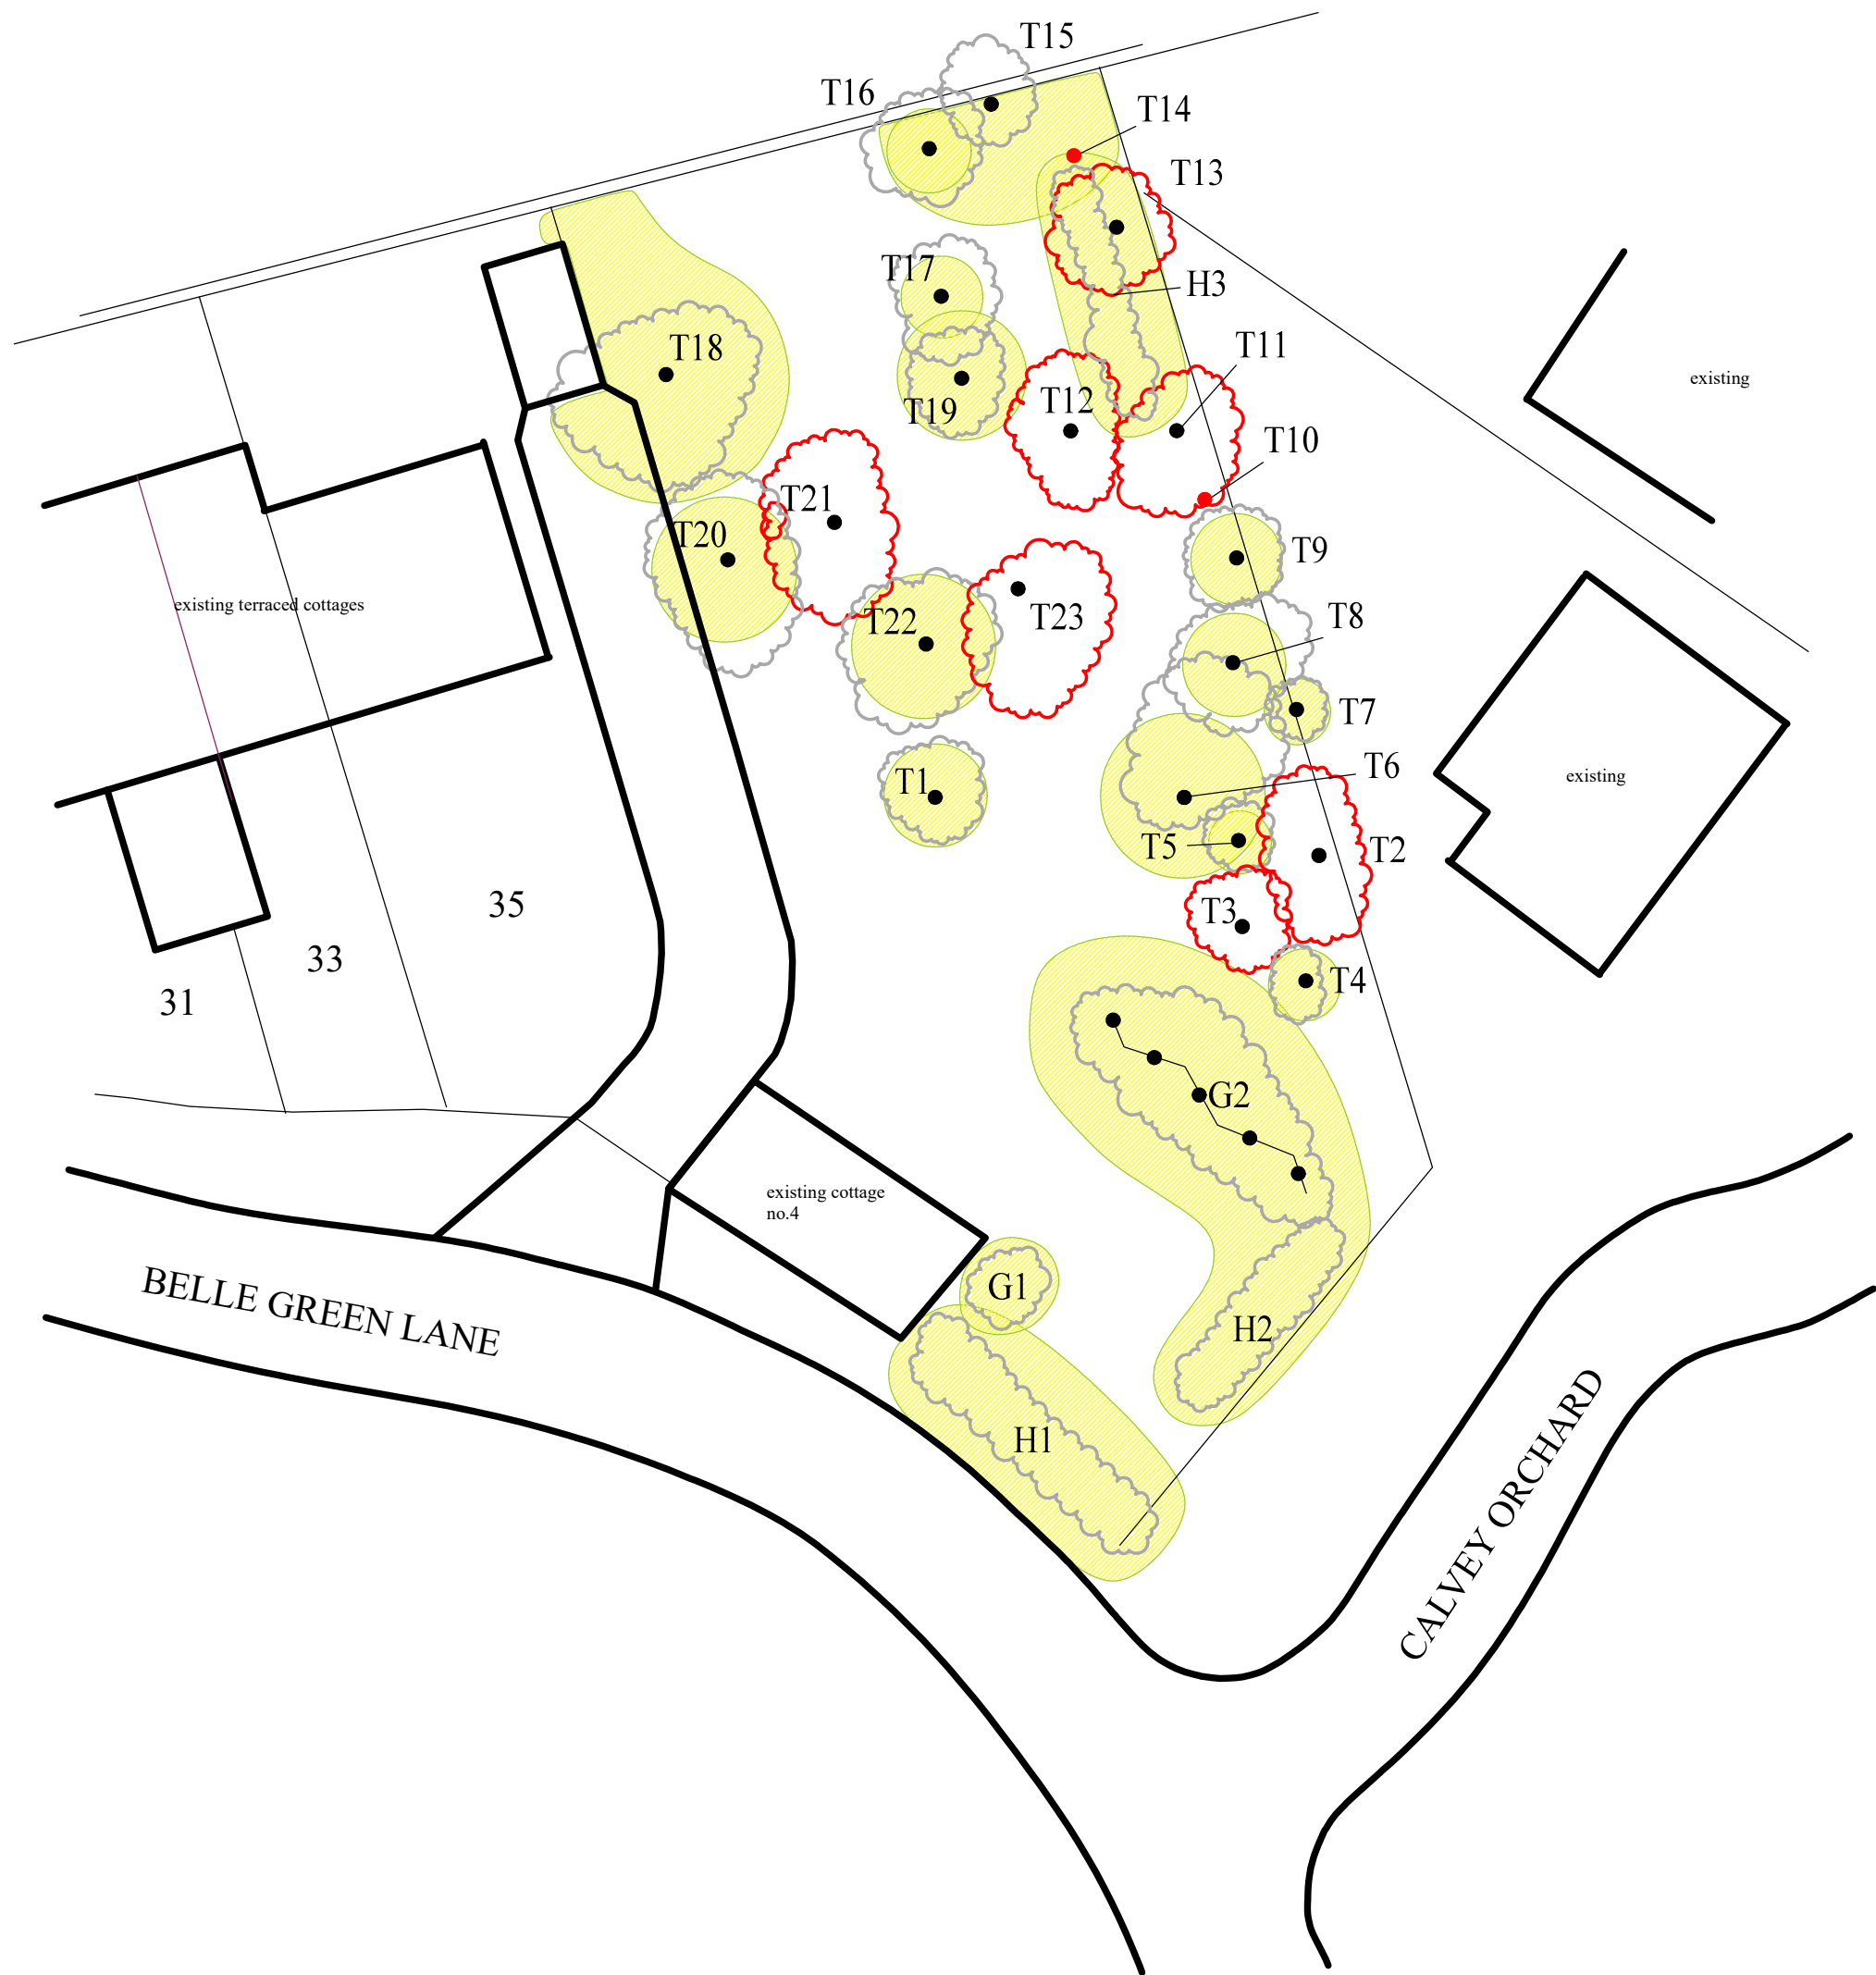 T15
T16
T14
T13
T17
H3
T18
T11
existing
T12
T19
T10
T21
T20
T9
existing terraced cottages
T22
T23
T8
T7
T6
T1
existing
T5
T2
35
T3
33
T4
31
G2
existing cottage
no.4
G1
BELLE GREEN LANE
H2
H1
CALVEY ORCHARD